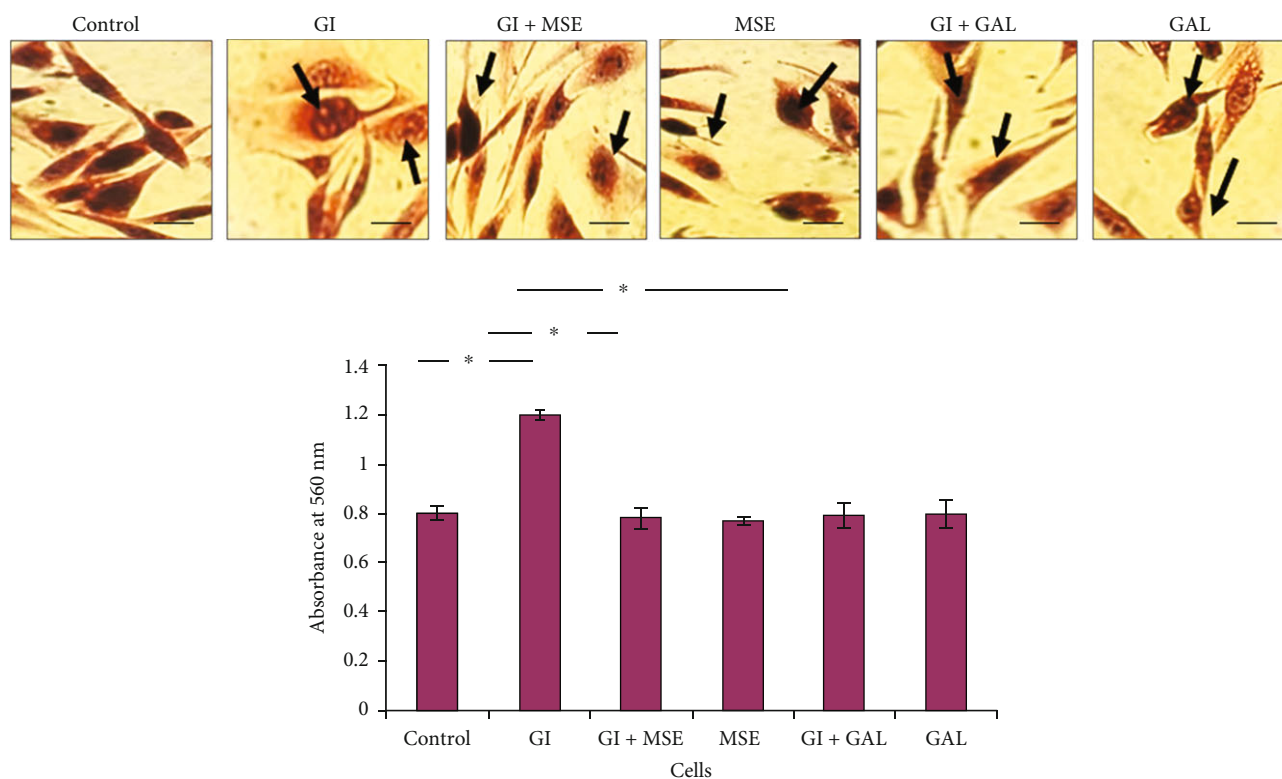 Control GI GI + MSE MSE GI + GAL GAL
*
*
*
1.4
1.2
1
0.8
0.6
0.4
0.2
0
Absorbance at 560 nm
Control GI GI + MSE MSE GI + GAL GAL
Cells